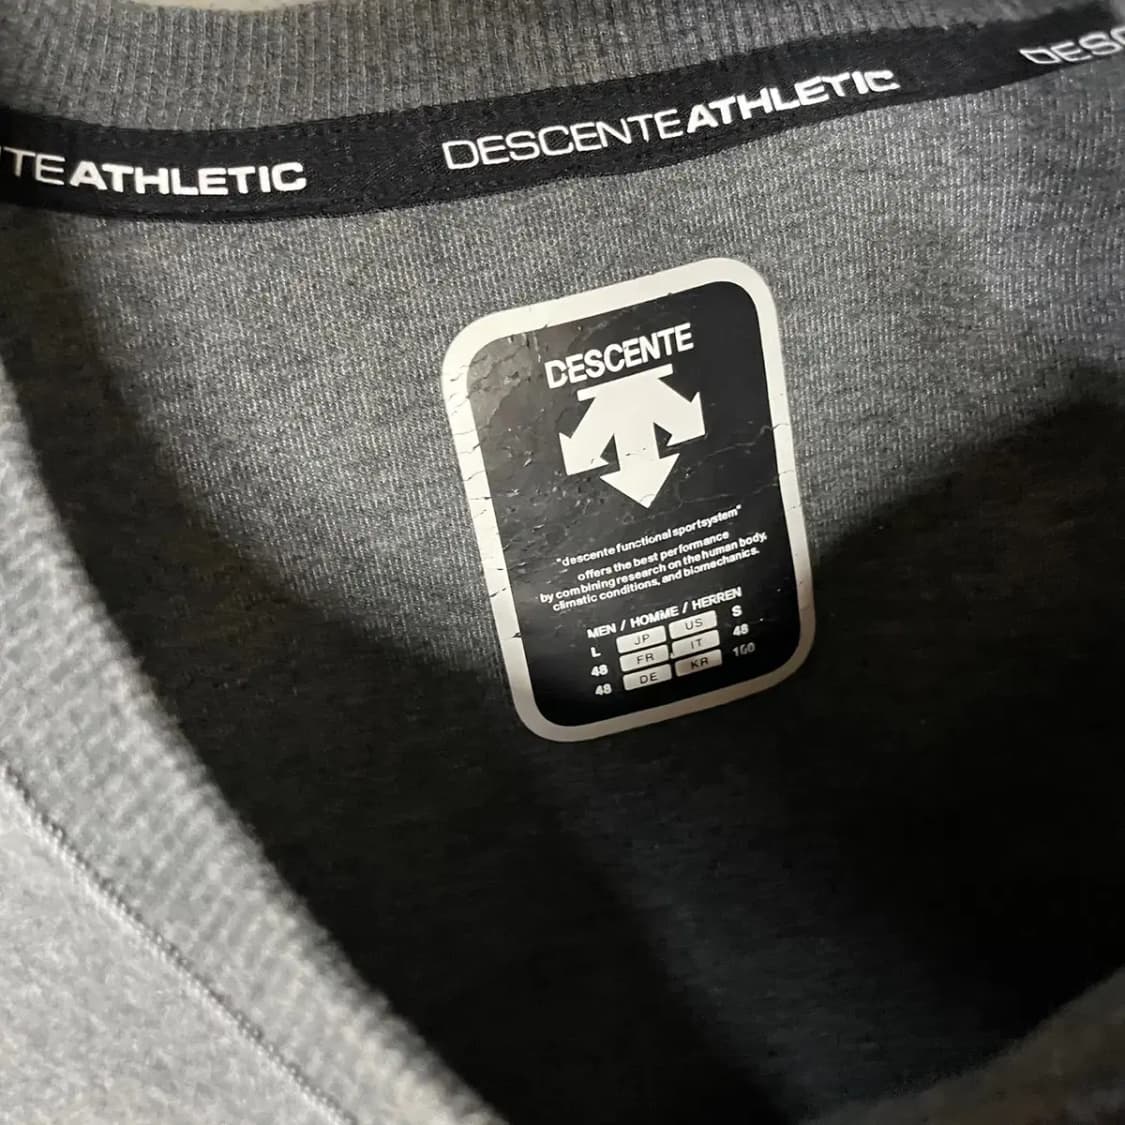 TEATHLETIC DESCENTEATHLETIC DESC
DESCENTE
"descente functional sportsystem"
offers the best performance
by combining research on the human body,
climatic conditions, and biomechanics.
MEN / HOMME / HERREN
L JP US S
48 FR IT 48
48 DE KR 100